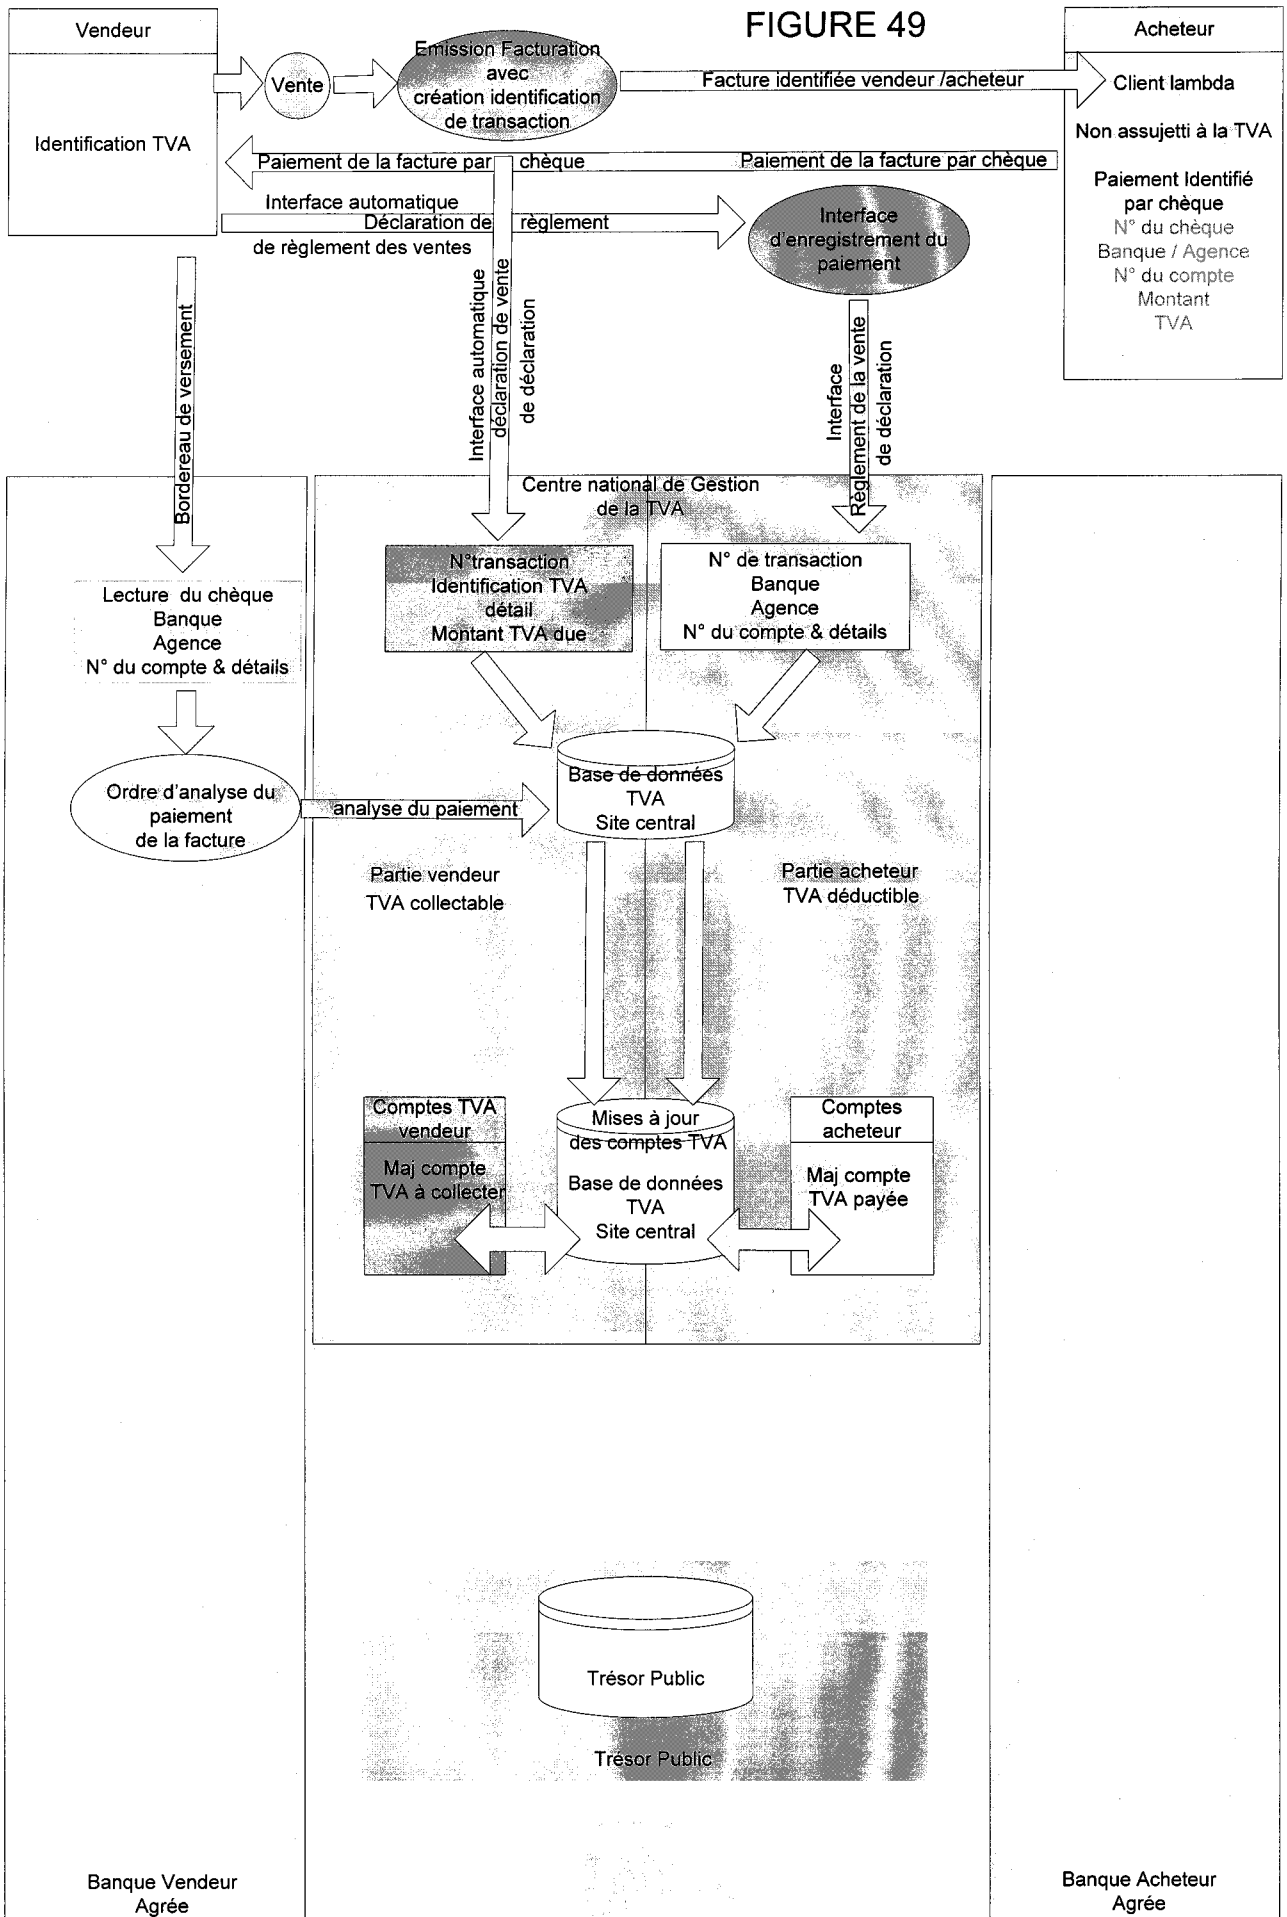 FIGURE 49
Vendeur
Identification TVA
Vente
Emission Facturation
avec
création identification
de transaction
Facture identifiée vendeur /acheteur
Acheteur
Client lambda
Non assujetti à la TVA
Paiement Identifié
par chèque
N° du chèque
Banque / Agence
N° du compte
Montant
TVA
Paiement de la facture par chèque
Paiement de la facture par chèque
Interface automatique
Déclaration de règlement
de règlement des ventes
Interface
d'enregistrement du
paiement
Bordereau de versement
Interface automatique
déclaration de vente
de déclaration
Interface
Règlement de la vente
de déclaration
Centre national de Gestion
de la TVA
Lecture du chèque
Banque
Agence
N° du compte & détails
N°transaction
Identification TVA
détail
Montant TVA due
N° de transaction
Banque
Agence
N° du compte & détails
Ordre d'analyse du
paiement
de la facture
analyse du paiement
Base de données
TVA
Site central
Partie vendeur
TVA collectable
Partie acheteur
TVA déductible
Comptes TVA
vendeur
Maj compte
TVA à collecter
Mises à jour
des comptes TVA
Base de données
TVA
Site central
Comptes
acheteur
Maj compte
TVA payée
Trésor Public
Trésor Public
Banque Vendeur
Agrée
Banque Acheteur
Agrée